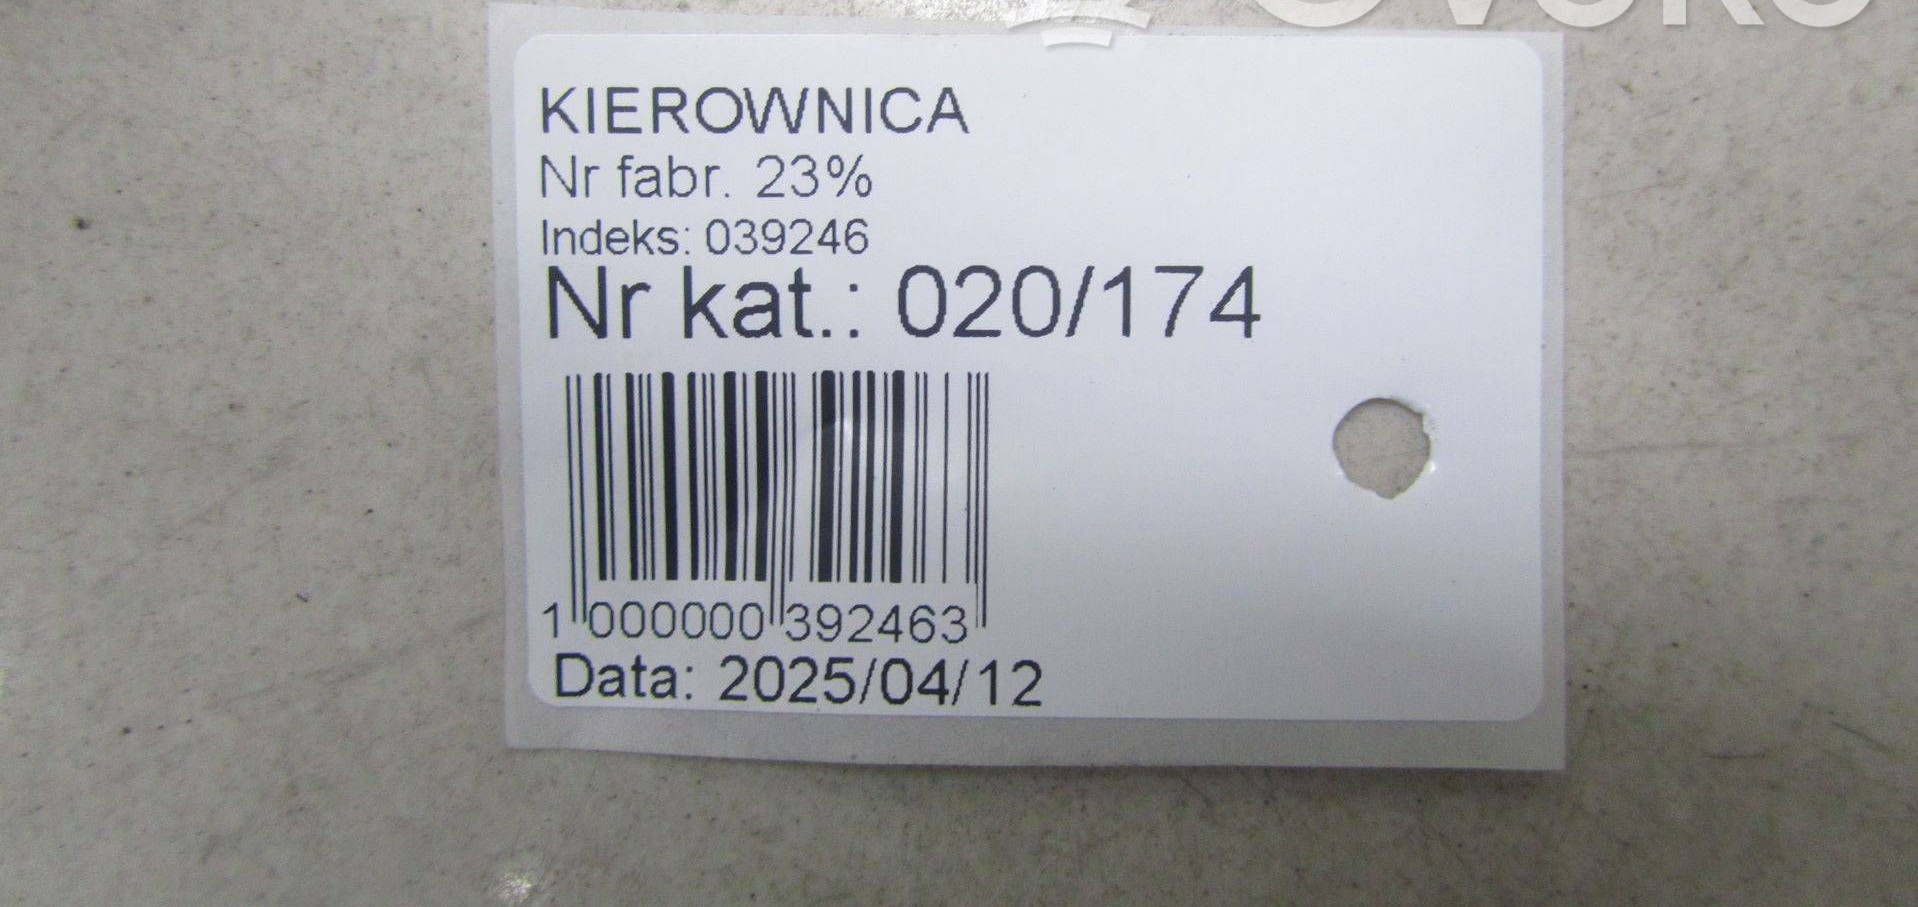 KIEROWNICA
Nr fabr. 23%
Indeks: 039246
Nr kat.: 020/174
1 000000 392463
Data: 2025/04/12